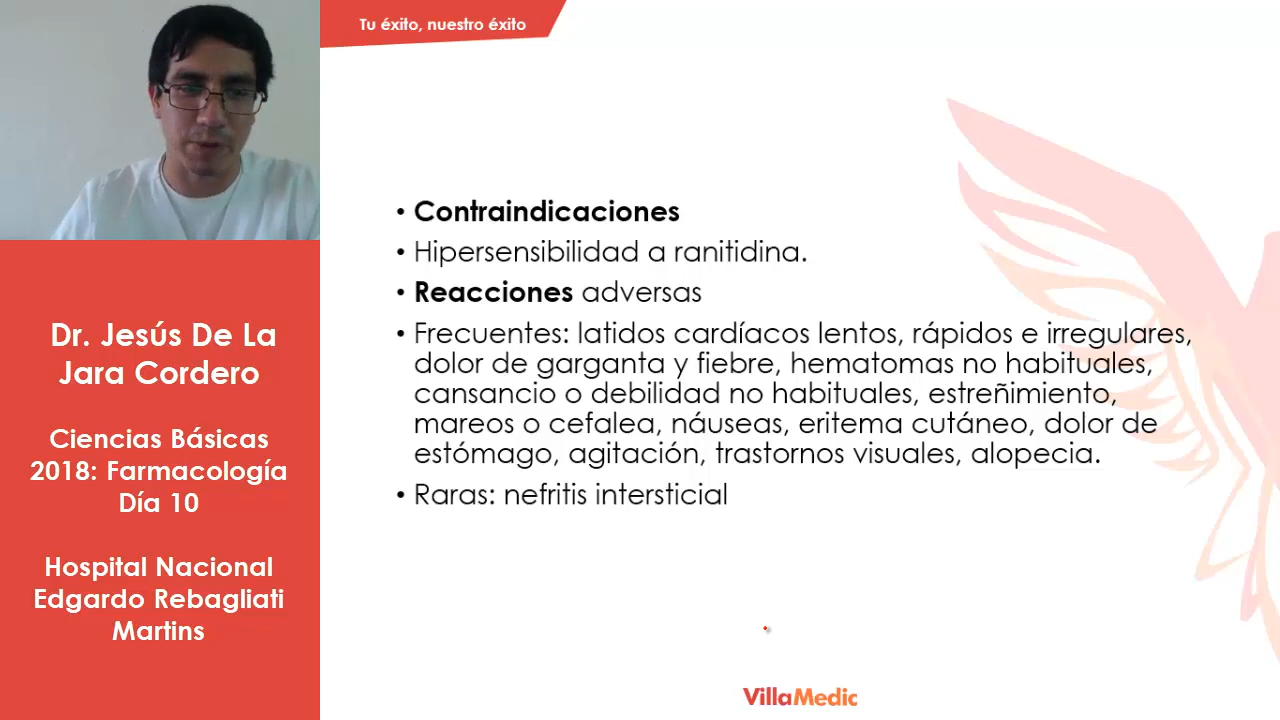 Tu éxito, nuestro éxito
Dr. Jesús De La
Jara Cordero
Ciencias Básicas
2018: Farmacología
Día 10
Hospital Nacional
Edgardo Rebagliati
Martins
• Contraindicaciones
• Hipersensibilidad a ranitidina.
• Reacciones adversas
• Frecuentes: latidos cardíacos lentos, rápidos e irregulares,
dolor de garganta y fiebre, hematomas no habituales,
cansancio o debilidad no habituales, estreñimiento,
mareos o cefalea, náuseas, eritema cutáneo, dolor de
estómago, agitación, trastornos visuales, alopecia.
• Raras: nefritis intersticial
VillaMedic